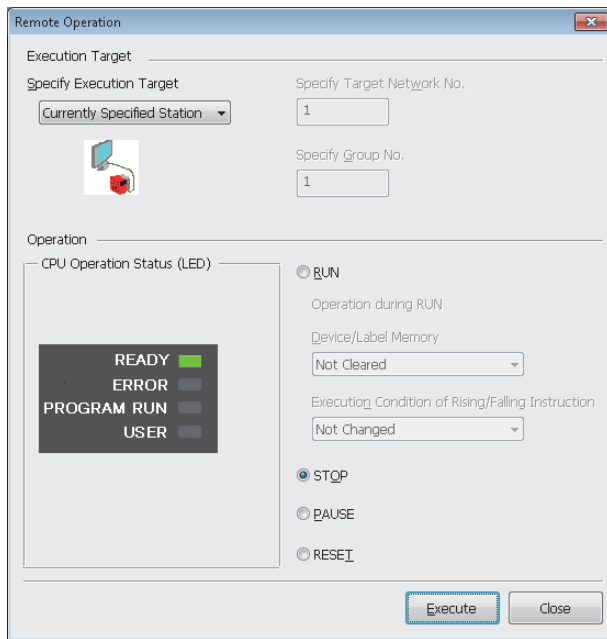 Remote Operation
Execution Target
Specify Execution Target
Currently Specified Station
Specify Target Network No.
1
Specify Group No.
1
Operation
CPU Operation Status (LED)
READY
ERROR
PROGRAM RUN
USER
RUN
Operation during RUN
Device/Label Memory
Not Cleared
Execution Condition of Rising/Falling Instruction
Not Changed
STOP
PAUSE
RESET
Execute
Close